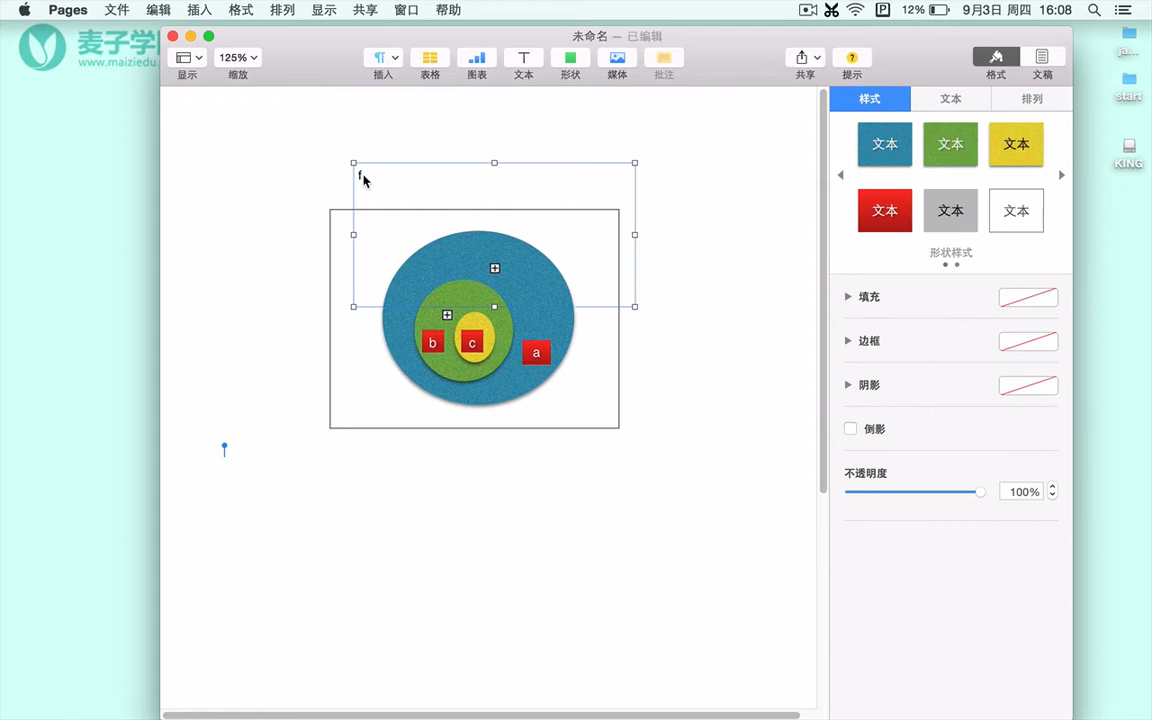 Pages 文件 编辑 插入 格式 排列 显示 共享 窗口 帮助 12% 9月3日 周四 16:08
麦子学
www.maiziedu.
未命名 — 已编辑
125%
显示 缩放 插入 表格 图表 文本 形状 媒体 批注 共享 提示 格式 文稿
样式 文本 排列
文本 文本 文本
文本 文本 文本
形状样式
填充
边框
阴影
倒影
不透明度
100%
f
b c a
ja...
start
KING